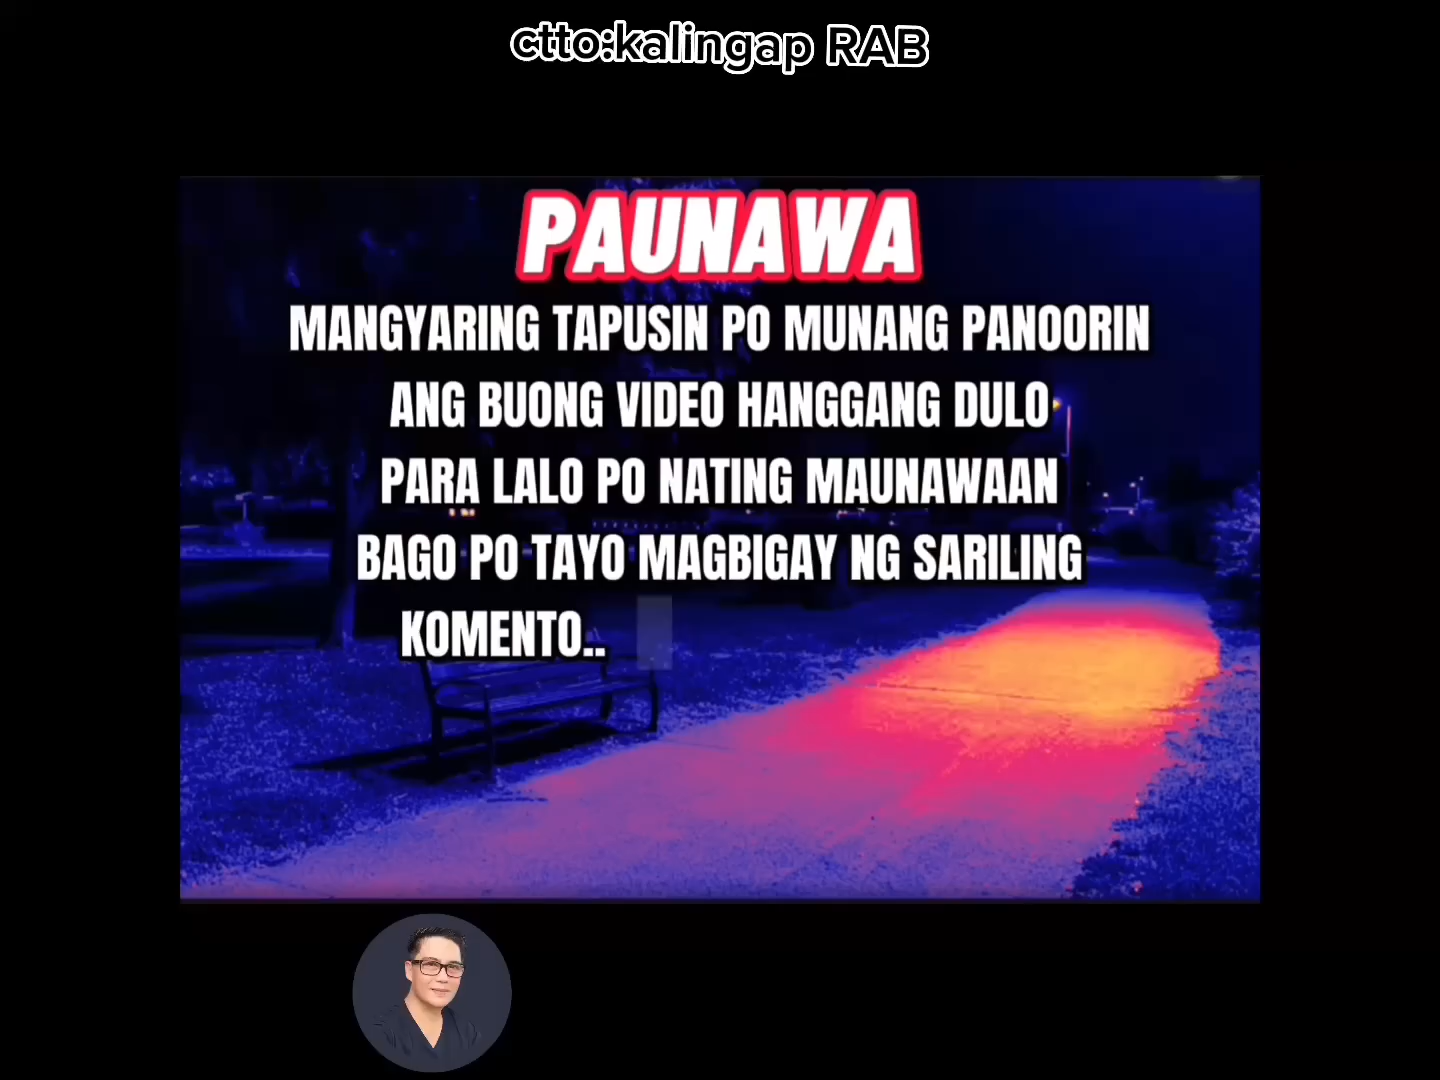 ctto:kalingap RAB
PAUNAWA
MANGYARING TAPUSIN PO MUNANG PANOORIN
ANG BUONG VIDEO HANGGANG DULO
PARA LALO PO NATING MAUNAWAAN
BAGO PO TAYO MAGBIGAY NG SARILING
KOMENTO..